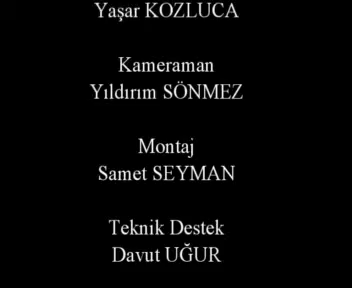 Yaşar KOZLUCA
Kameraman
Yıldırım SÖNMEZ
Montaj
Samet SEYMAN
Teknik Destek
Davut UĞUR